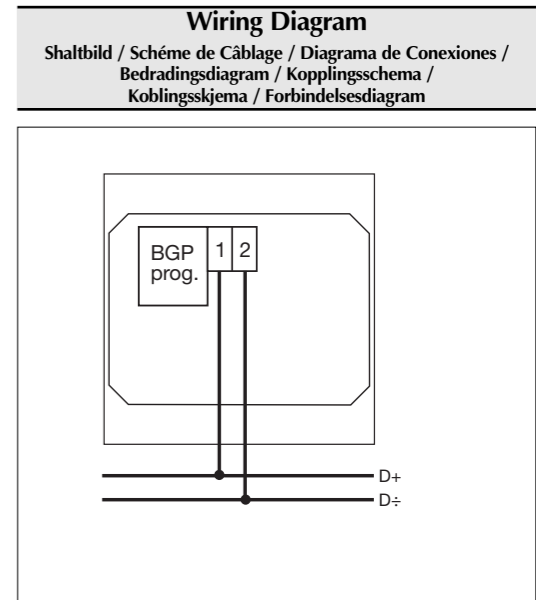 Wiring Diagram
Shaltbild / Schéme de Câblage / Diagrama de Conexiones /
Bedradingsdiagram / Kopplingsschema /
Koblingsskjema / Forbindelsesdiagram
BGP 1 2
prog.
D+
D÷